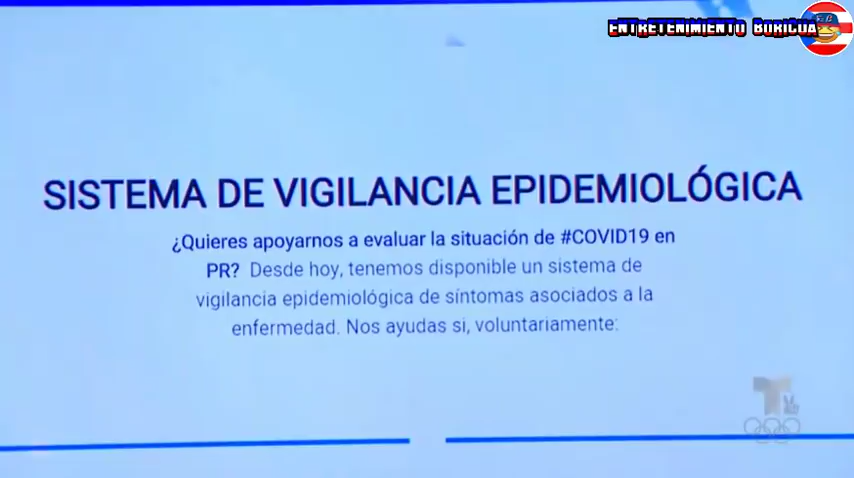 ENTRETENIMIENTO BORICUA
SISTEMA DE VIGILANCIA EPIDEMIOLÓGICA
¿Quieres apoyarnos a evaluar la situación de #COVID19 en
PR? Desde hoy, tenemos disponible un sistema de
vigilancia epidemiológica de síntomas asociados a la
enfermedad. Nos ayudas si, voluntariamente: